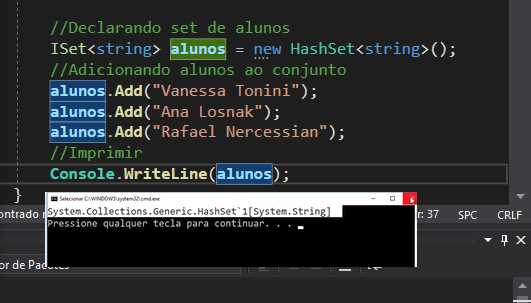 //Declarando set de alunos
ISet<string> alunos = new HashSet<string>();
//Adicionando alunos ao conjunto
alunos.Add("Vanessa Tonini");
alunos.Add("Ana Losnak");
alunos.Add("Rafael Nercessian");
//Imprimir
Console.WriteLine(alunos);
}
Selecionar C:\WINDOWS\system32\cmd.exe
System.Collections.Generic.HashSet`1[System.String]
Pressione qualquer tecla para continuar. . .
ontrado : 37 SPC CRLF
or de Pacotes